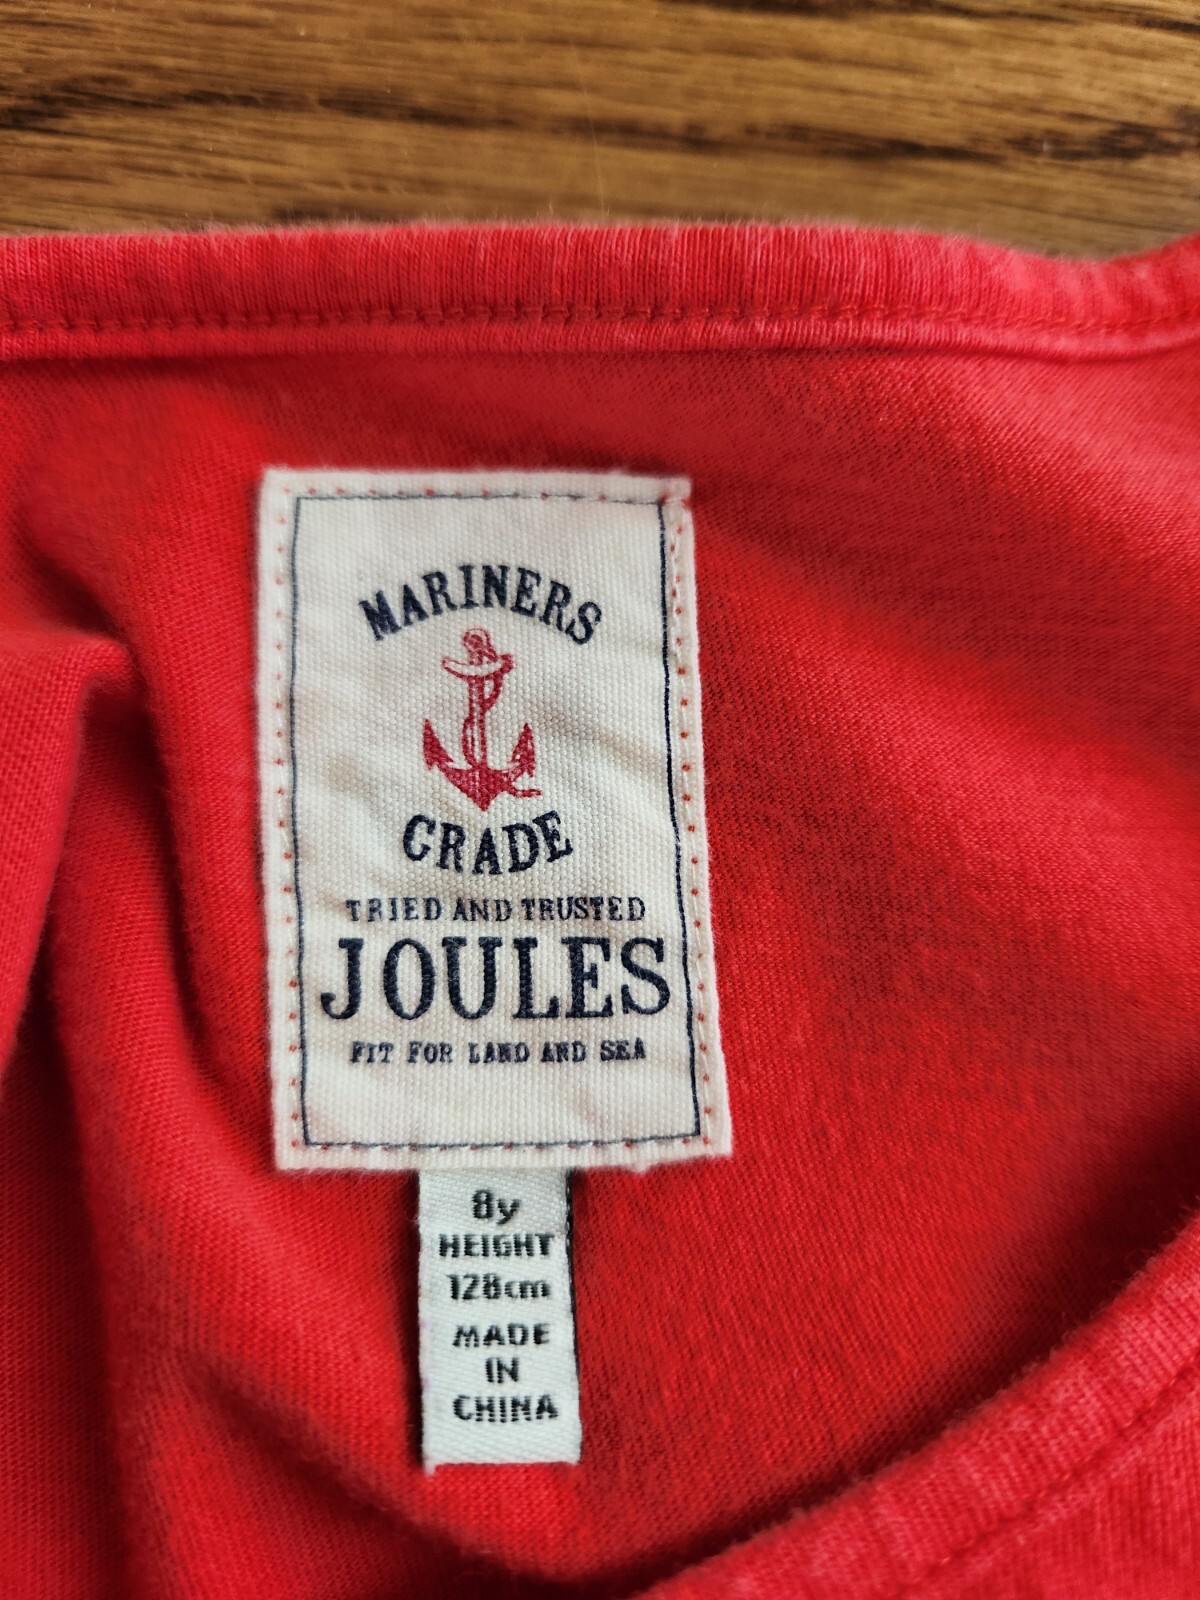 MARINERS
GRADE
TRIED AND TRUSTED
JOULES
FIT FOR LAND AND SEA
8y
HEIGHT
128cm
MADE
IN
CHINA